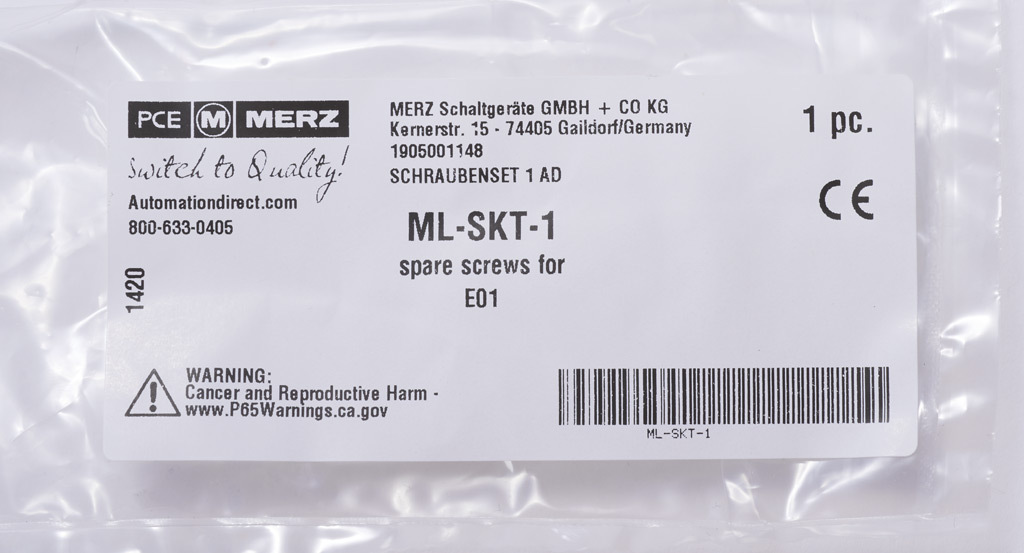 PCE M MERZ
Switch to Quality!
Automationdirect.com
800-633-0405
1420
MERZ Schaltgeräte GMBH + CO KG
Kernerstr. 15 - 74405 Gaildorf/Germany
1905001148
SCHRAUBENSET 1 AD
ML-SKT-1
spare screws for
E01
1 pc.
CE
WARNING:
Cancer and Reproductive Harm -
www.P65Warnings.ca.gov
ML-SKT-1